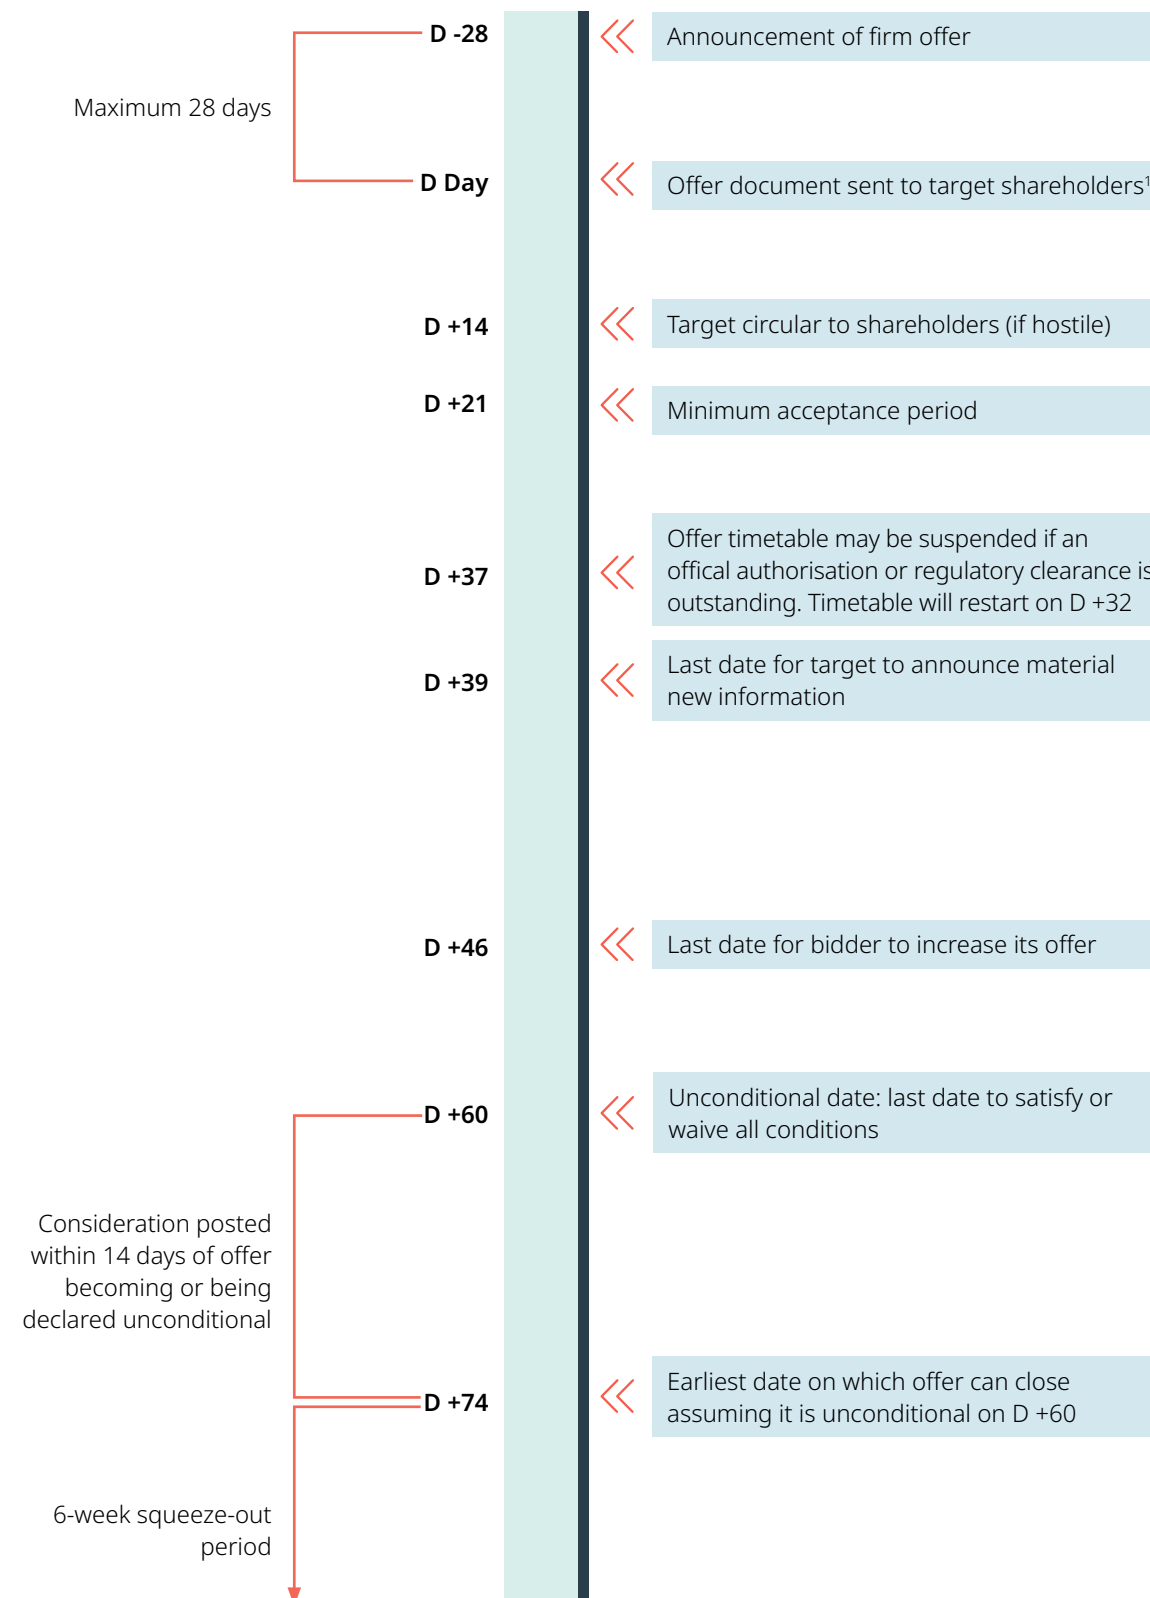 D -28
Announcement of firm offer
Maximum 28 days
D Day
Offer document sent to target shareholders¹
D +14
Target circular to shareholders (if hostile)
D +21
Minimum acceptance period
D +37
Offer timetable may be suspended if an
offical authorisation or regulatory clearance is
outstanding. Timetable will restart on D +32
D +39
Last date for target to announce material
new information
D +46
Last date for bidder to increase its offer
D +60
Unconditional date: last date to satisfy or
waive all conditions
Consideration posted
within 14 days of offer
becoming or being
declared unconditional
D +74
Earliest date on which offer can close
assuming it is unconditional on D +60
6-week squeeze-out
period